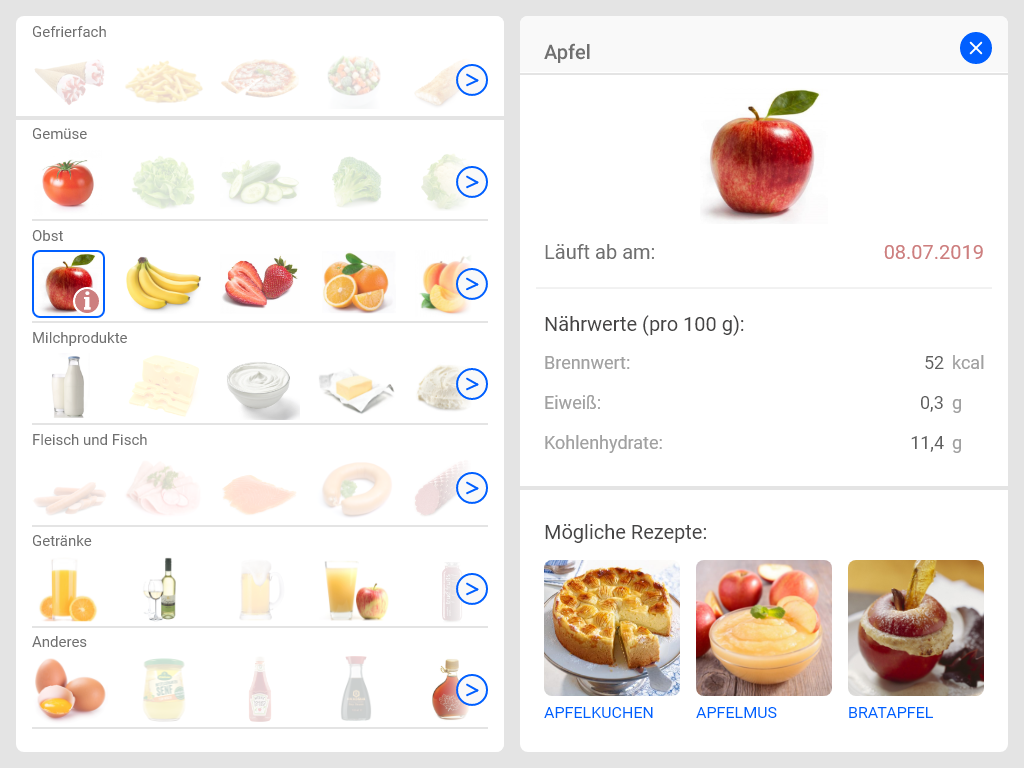 Gefrierfach
Gemüse
Obst
Milchprodukte
Fleisch und Fisch
Getränke
Anderes
SENF
Apfel
Läuft ab am: 08.07.2019
Nährwerte (pro 100 g):
Brennwert: 52 kcal
Eiweiß: 0,3 g
Kohlenhydrate: 11,4 g
Mögliche Rezepte:
APFELKUCHEN
APFELMUS
BRATAPFEL